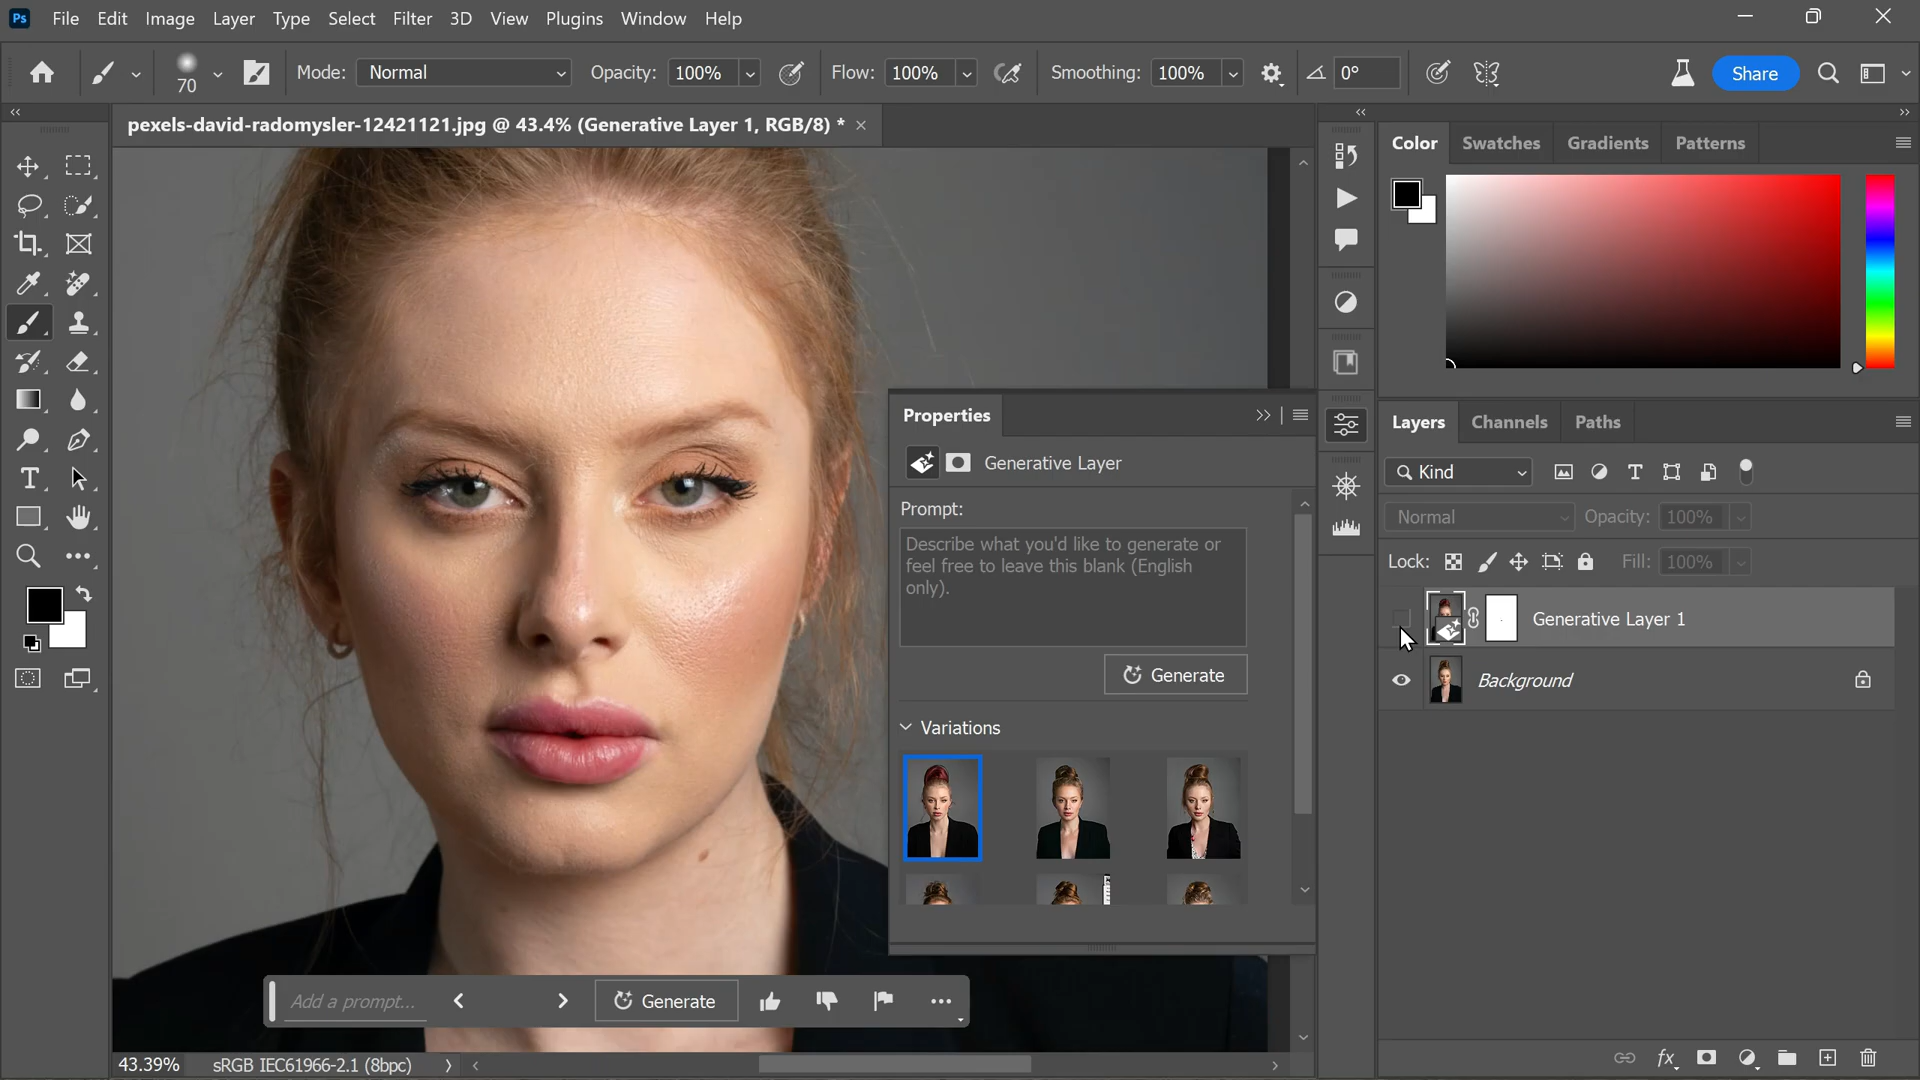 Ps File Edit Image Layer Type Select Filter 3D View Plugins Window Help
70 Mode: Normal Opacity: 100% Flow: 100% Smoothing: 100% 0° Share
pexels-david-radomysler-12421121.jpg @ 43.4% (Generative Layer 1, RGB/8) *
Color Swatches Gradients Patterns
Properties
Generative Layer
Prompt:
Describe what you'd like to generate or
feel free to leave this blank (English
only).
Generate
Variations
Layers Channels Paths
Kind
Normal Opacity: 100%
Lock: Fill: 100%
Generative Layer 1
Background
Add a prompt... Generate
43.39% sRGB IEC61966-2.1 (8bpc)